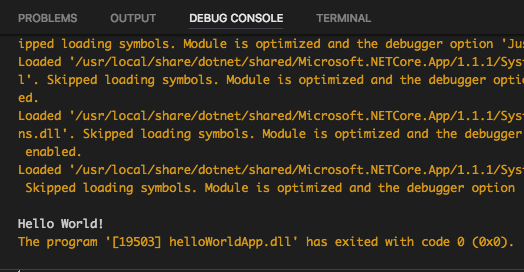 PROBLEMS OUTPUT DEBUG CONSOLE TERMINAL
ipped loading symbols. Module is optimized and the debugger option 'Jus
Loaded '/usr/local/share/dotnet/shared/Microsoft.NETCore.App/1.1.1/Syst
l'. Skipped loading symbols. Module is optimized and the debugger optio
ed.
Loaded '/usr/local/share/dotnet/shared/Microsoft.NETCore.App/1.1.1/Syst
ns.dll'. Skipped loading symbols. Module is optimized and the debugger
enabled.
Loaded '/usr/local/share/dotnet/shared/Microsoft.NETCore.App/1.1.1/Syst
Skipped loading symbols. Module is optimized and the debugger option
Hello World!
The program '[19503] helloWorldApp.dll' has exited with code 0 (0x0).